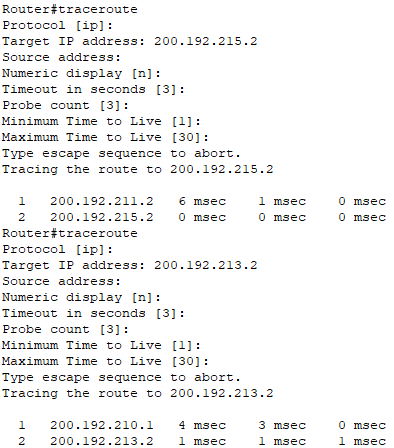 Router#traceroute
Protocol [ip]:
Target IP address: 200.192.215.2
Source address:
Numeric display [n]:
Timeout in seconds [3]:
Probe count [3]:
Minimum Time to Live [1]:
Maximum Time to Live [30]:
Type escape sequence to abort.
Tracing the route to 200.192.215.2

  1   200.192.211.2   6 msec    1 msec    0 msec
  2   200.192.215.2   0 msec    0 msec    0 msec
Router#traceroute
Protocol [ip]:
Target IP address: 200.192.213.2
Source address:
Numeric display [n]:
Timeout in seconds [3]:
Probe count [3]:
Minimum Time to Live [1]:
Maximum Time to Live [30]:
Type escape sequence to abort.
Tracing the route to 200.192.213.2

  1   200.192.210.1   4 msec    3 msec    0 msec
  2   200.192.213.2   1 msec    1 msec    1 msec